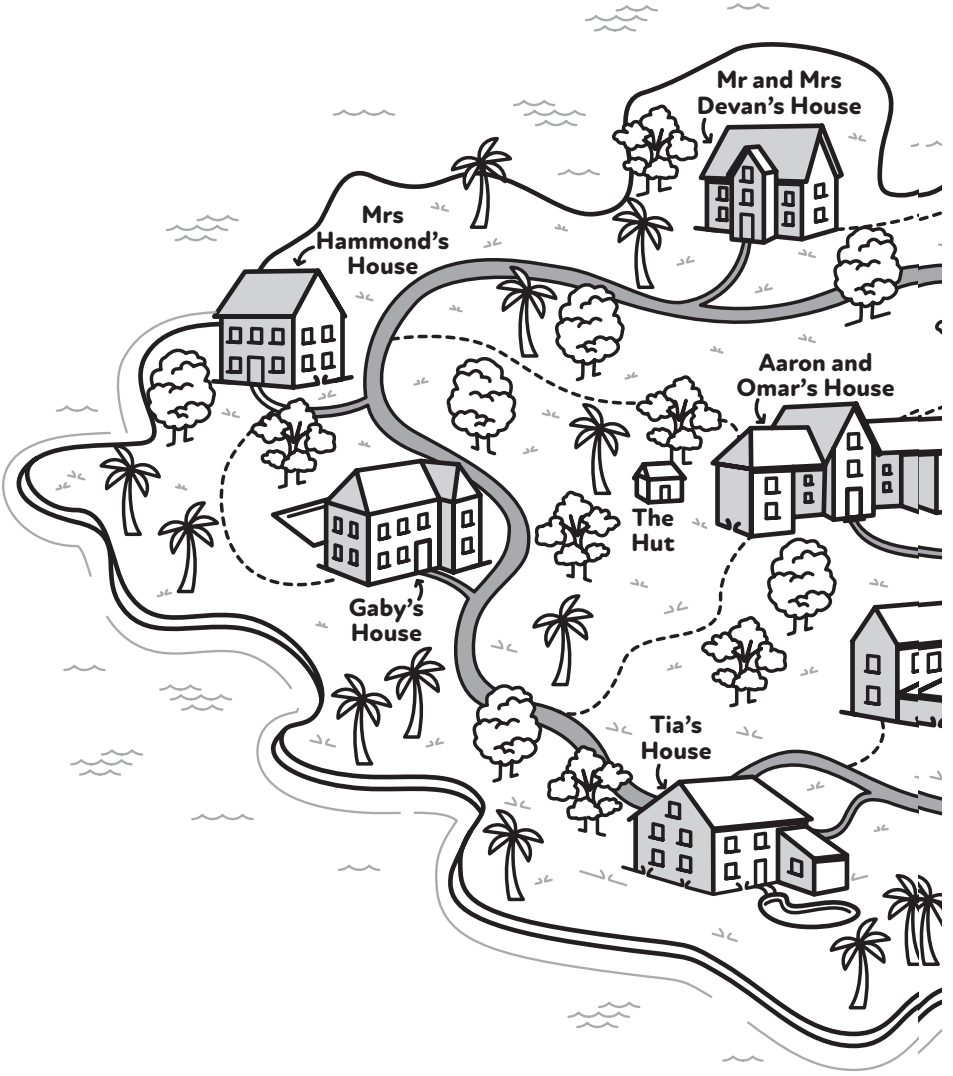 Mr and Mrs
Devan's House
Mrs
Hammond's
House
Aaron and
Omar's House
The
Hut
Gaby's
House
Tia's
House